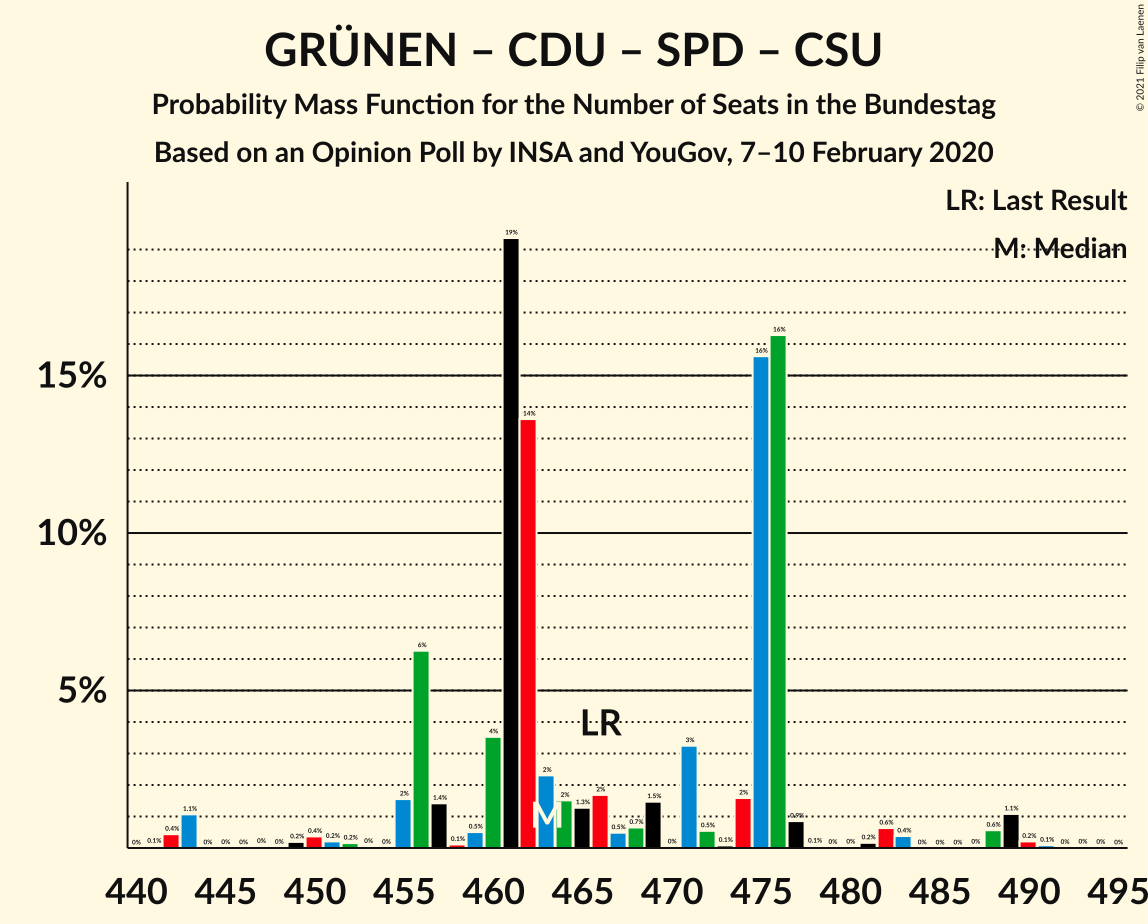 GRÜNEN – CDU – SPD – CSU
Probability Mass Function for the Number of Seats in the Bundestag
Based on an Opinion Poll by INSA and YouGov, 7–10 February 2020
© 2021 Filip van Laenen
LR: Last Result
M: Median
15%
10%
5%
0% 0.1% 0.4% 1.1% 0% 0% 0% 0% 0% 0.2% 0.4% 0.2% 0.2% 0% 0% 2% 6% 1.4% 0.1% 0.5% 4% 19% 14% 2% 2% 1.3% 2% 0.5% 0.7% 1.5% 0% 3% 0.5% 0.1% 2% 16% 16% 0.9% 0.1% 0% 0% 0.2% 0.6% 0.4% 0% 0% 0% 0% 0.6% 1.1% 0.2% 0.1% 0% 0% 0% 0%
LR
M
440 445 450 455 460 465 470 475 480 485 490 495